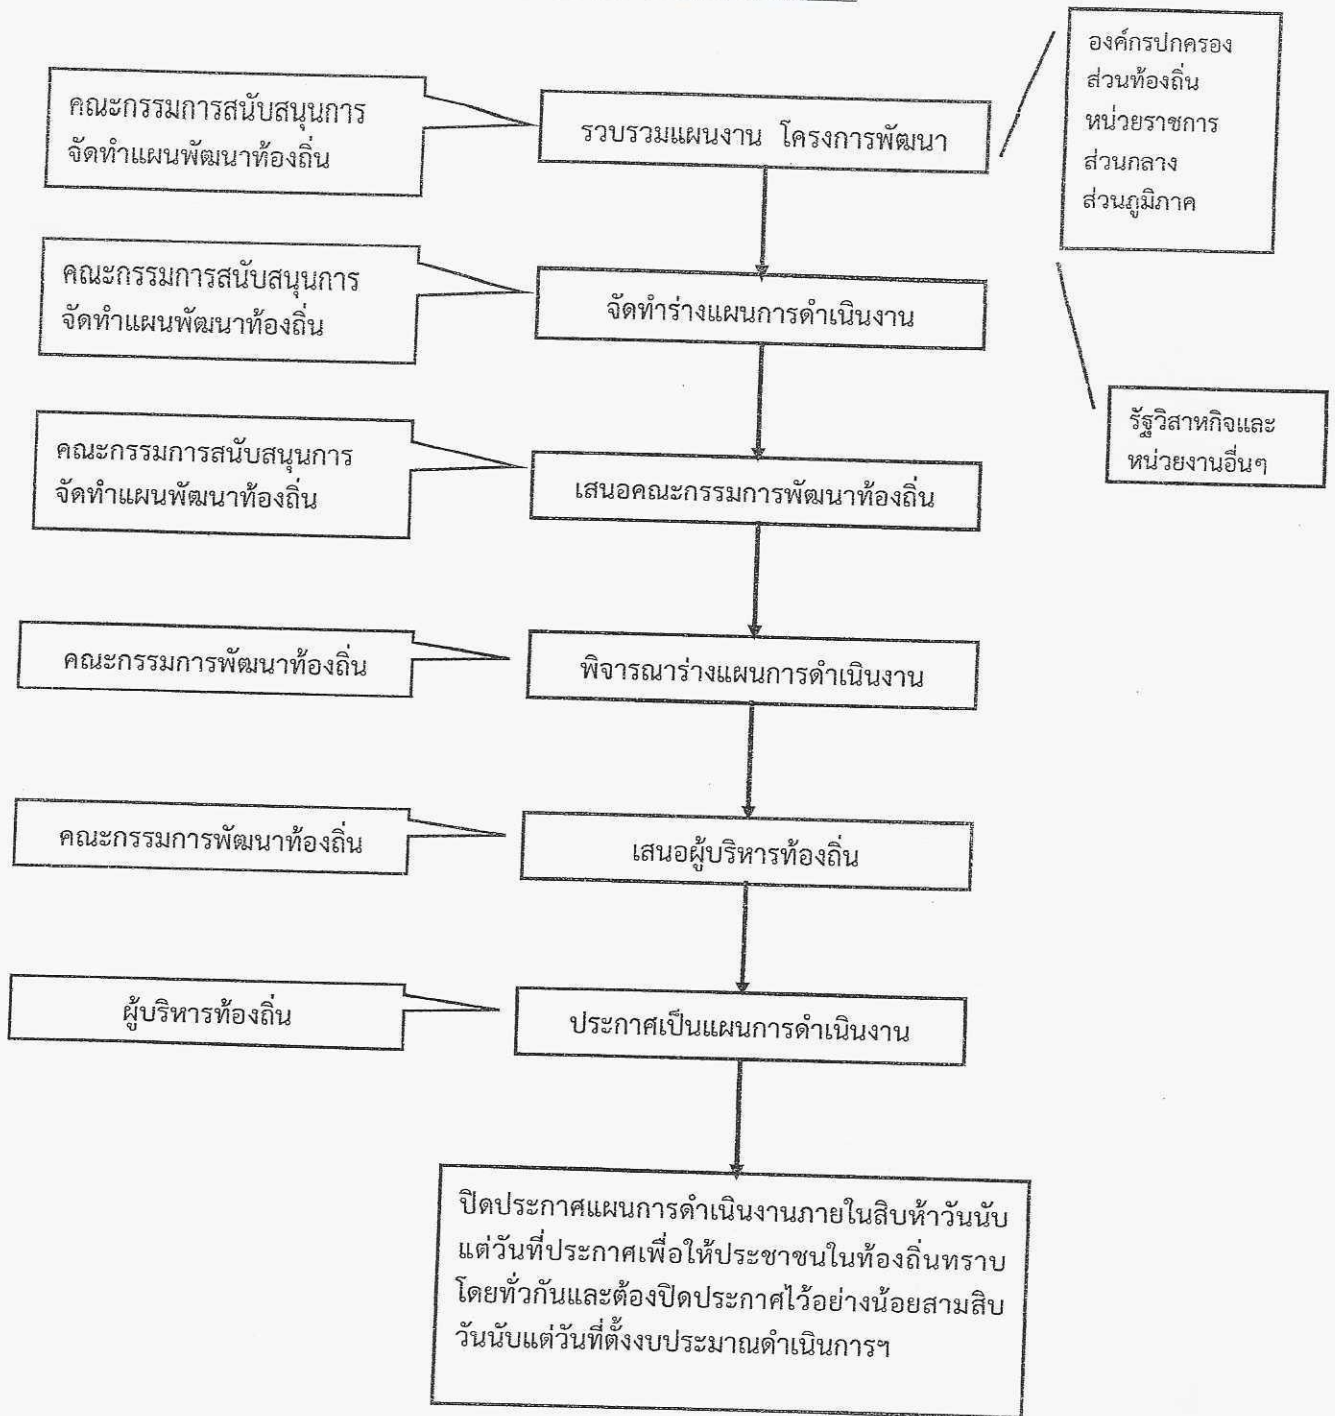 องค์กรปกครอง
ส่วนท้องถิ่น
หน่วยราชการ
ส่วนกลาง
ส่วนภูมิภาค
คณะกรรมการสนับสนุนการ
จัดทำแผนพัฒนาท้องถิ่น
รวบรวมแผนงาน โครงการพัฒนา
คณะกรรมการสนับสนุนการ
จัดทำแผนพัฒนาท้องถิ่น
จัดทำร่างแผนการดำเนินงาน
รัฐวิสาหกิจและ
หน่วยงานอื่นๆ
คณะกรรมการสนับสนุนการ
จัดทำแผนพัฒนาท้องถิ่น
เสนอคณะกรรมการพัฒนาท้องถิ่น
คณะกรรมการพัฒนาท้องถิ่น
พิจารณาร่างแผนการดำเนินงาน
คณะกรรมการพัฒนาท้องถิ่น
เสนอผู้บริหารท้องถิ่น
ผู้บริหารท้องถิ่น
ประกาศเป็นแผนการดำเนินงาน
ปิดประกาศแผนการดำเนินงานภายในสิบห้าวันนับ
แต่วันที่ประกาศเพื่อให้ประชาชนในท้องถิ่นทราบ
โดยทั่วกันและต้องปิดประกาศไว้อย่างน้อยสามสิบ
วันนับแต่วันที่ตั้งงบประมาณดำเนินการฯ